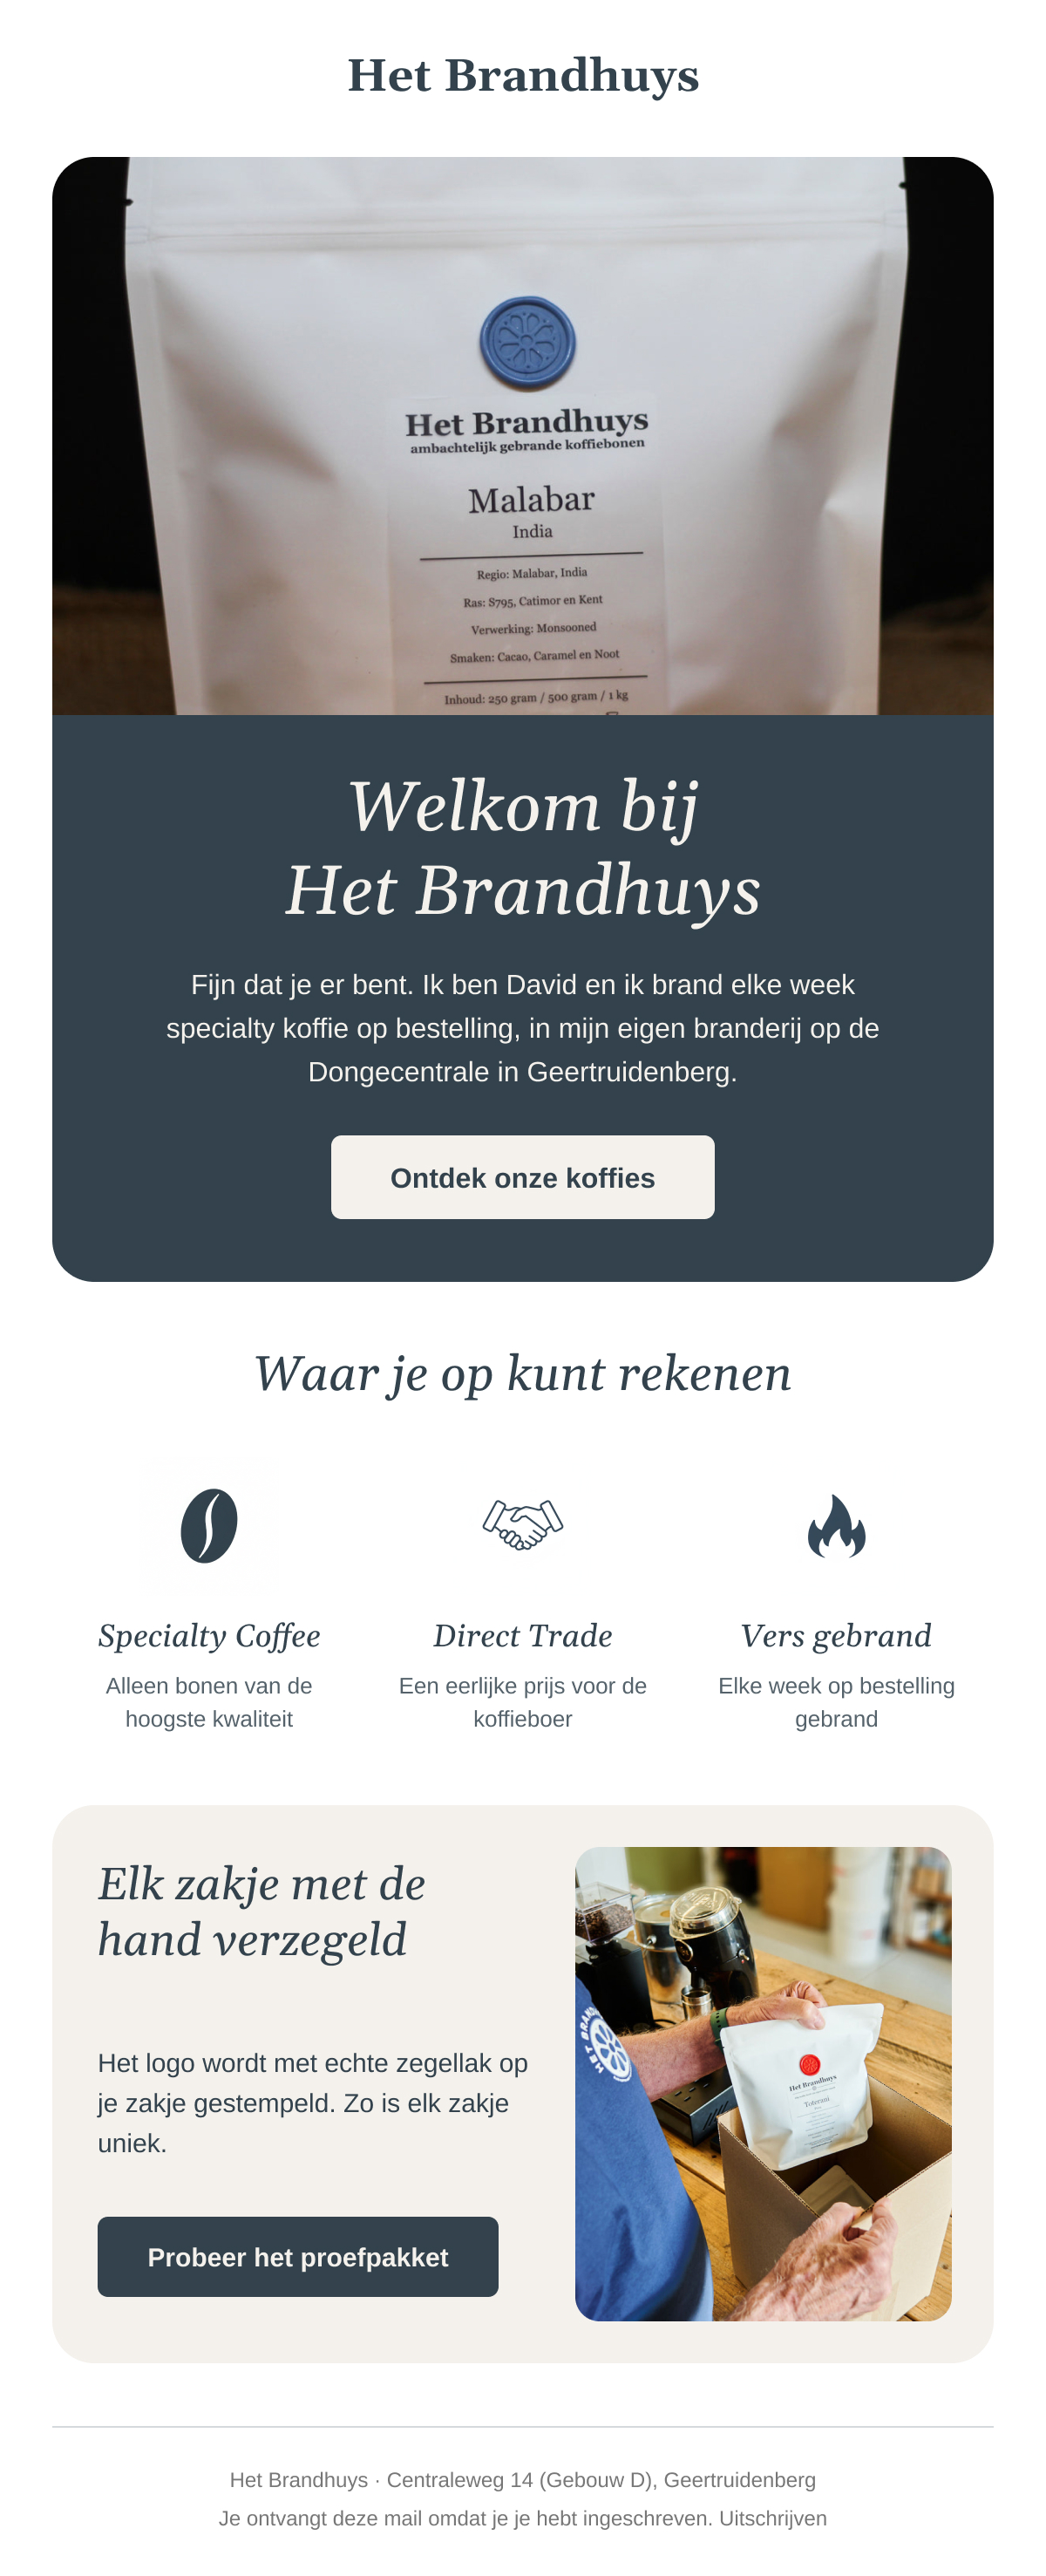 Het Brandhuys
Het Brandhuys
ambachtelijk gebrande koffiebonen
Malabar
India
Regio: Malabar, India
Ras: S795, Catimor en Kent
Verwerking: Monsooned
Smaken: Cacao, Caramel en Noot
Inhoud: 250 gram / 500 gram / 1 kg
Welkom bij
Het Brandhuys
Fijn dat je er bent. Ik ben David en ik brand elke week
specialty koffie op bestelling, in mijn eigen branderij op de
Dongecentrale in Geertruidenberg.
Ontdek onze koffies
Waar je op kunt rekenen
Specialty Coffee
Alleen bonen van de
hoogste kwaliteit
Direct Trade
Een eerlijke prijs voor de
koffieboer
Vers gebrand
Elke week op bestelling
gebrand
Elk zakje met de
hand verzegeld
Het logo wordt met echte zegellak op
je zakje gestempeld. Zo is elk zakje
uniek.
Probeer het proefpakket
HET BRAND
Het Brandhuys
Het Brandhuys · Centraleweg 14 (Gebouw D), Geertruidenberg
Je ontvangt deze mail omdat je je hebt ingeschreven. Uitschrijven